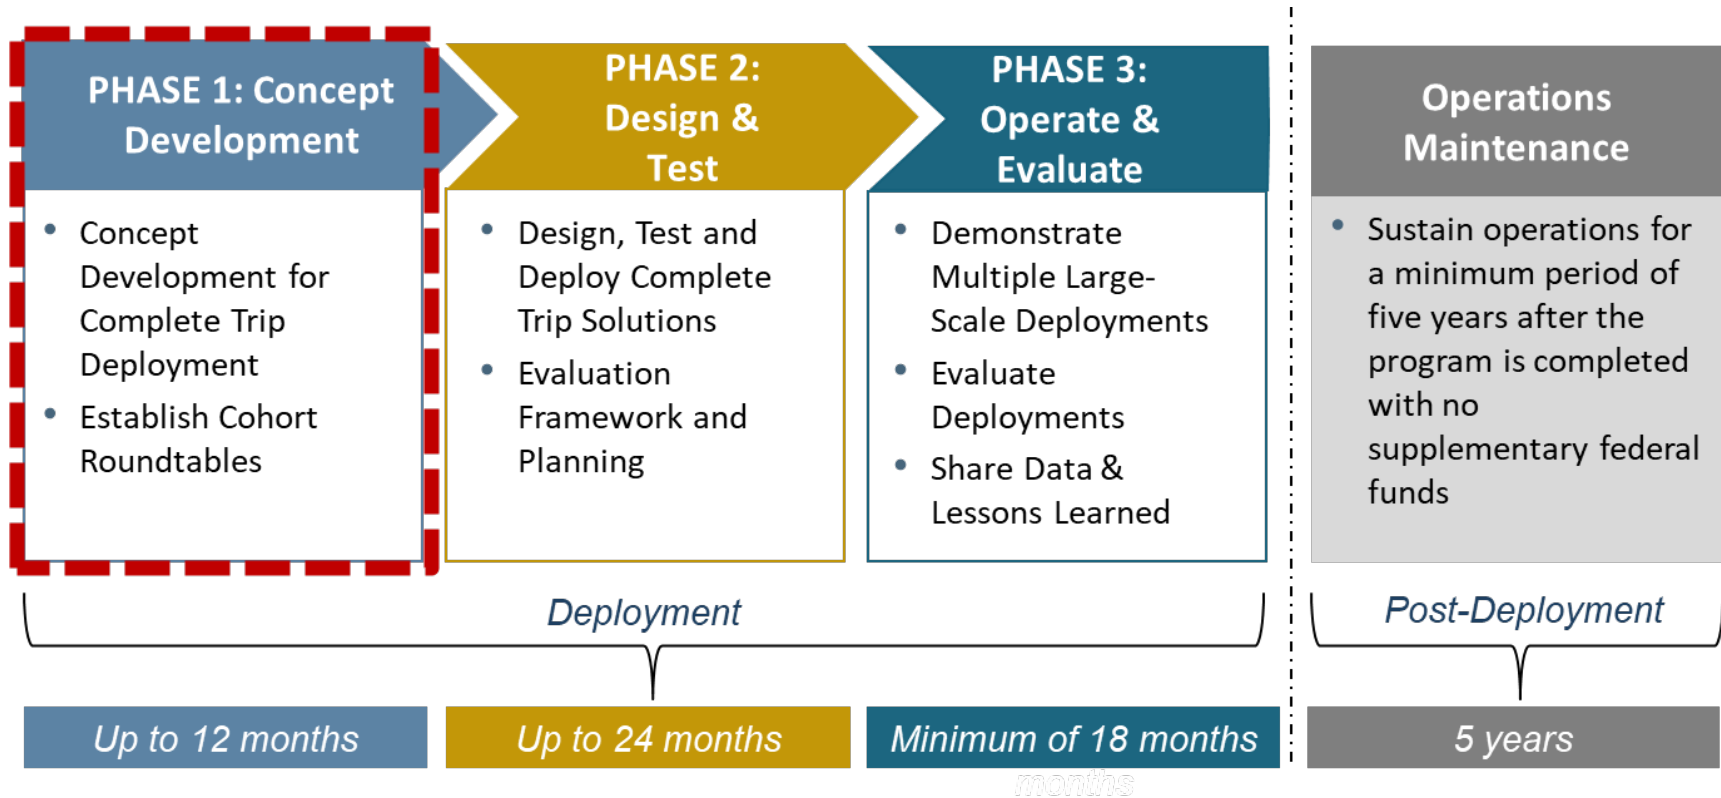 PHASE 1: Concept
Development
• Concept
Development for
Complete Trip
Deployment
• Establish Cohort
Roundtables
PHASE 2:
Design &
Test
• Design, Test and
Deploy Complete
Trip Solutions
• Evaluation
Framework and
Planning
PHASE 3:
Operate &
Evaluate
• Demonstrate
Multiple Large-
Scale Deployments
• Evaluate
Deployments
• Share Data &
Lessons Learned
Operations
Maintenance
• Sustain operations for
a minimum period of
five years after the
program is completed
with no
supplementary federal
funds
Deployment
Post-Deployment
Up to 12 months
Up to 24 months
Minimum of 18 months
months
5 years